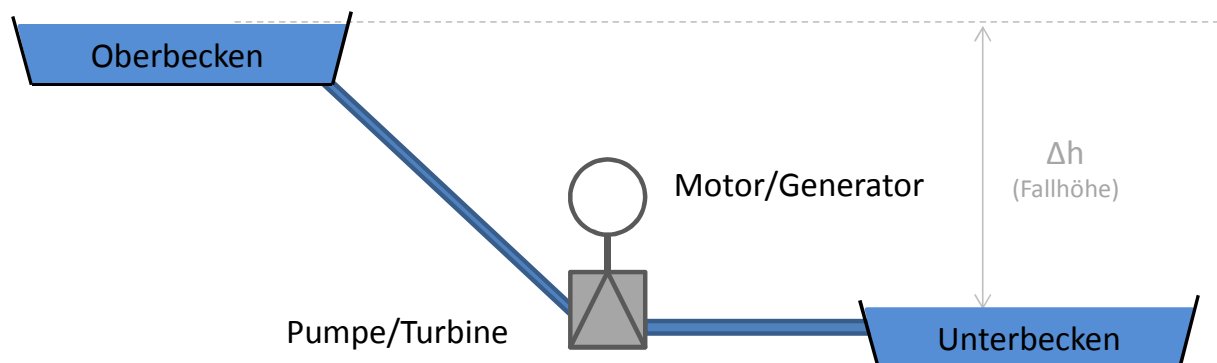 Oberbecken
Δh
(Fallhöhe)
Motor/Generator
Pumpe/Turbine
Unterbecken